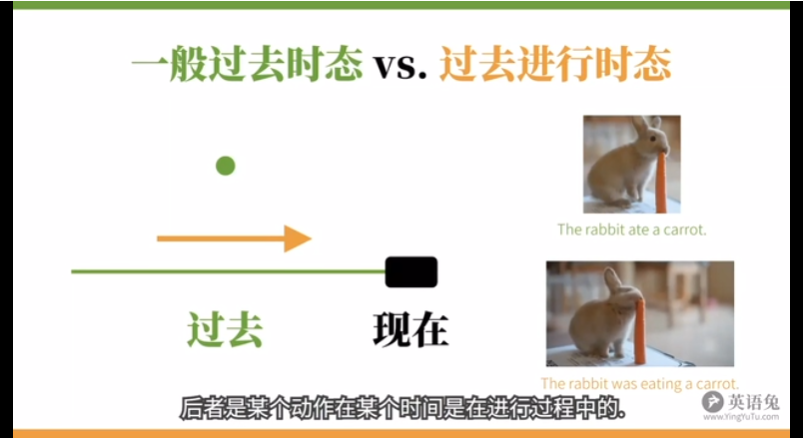 一般过去时态 vs. 过去进行时态
The rabbit ate a carrot.
过去
现在
The rabbit was eating a carrot.
后者是某个动作在某个时间是在进行过程中的.
英语兔
www.YingYuTu.com